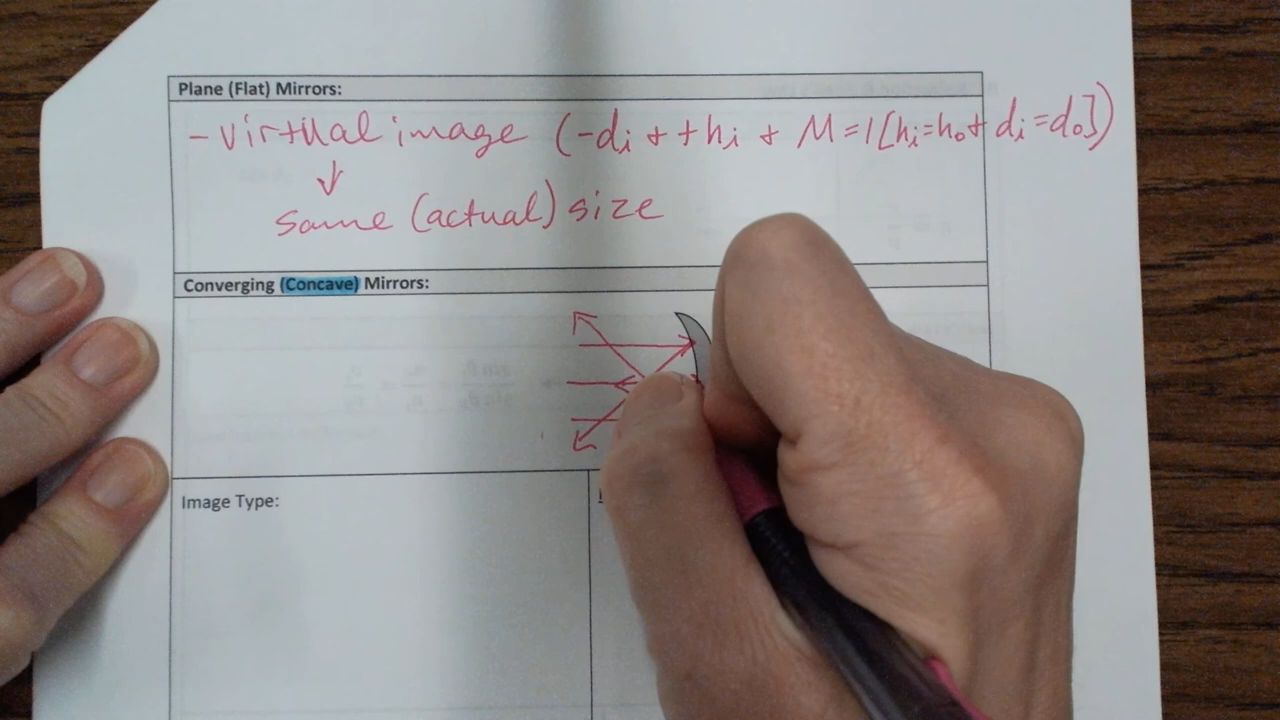 Plane (Flat) Mirrors:
- virtual image (-di + +hi + M=1[hi=ho+ di=do])
↓
same (actual) size
Converging (Concave) Mirrors:
Image Type: